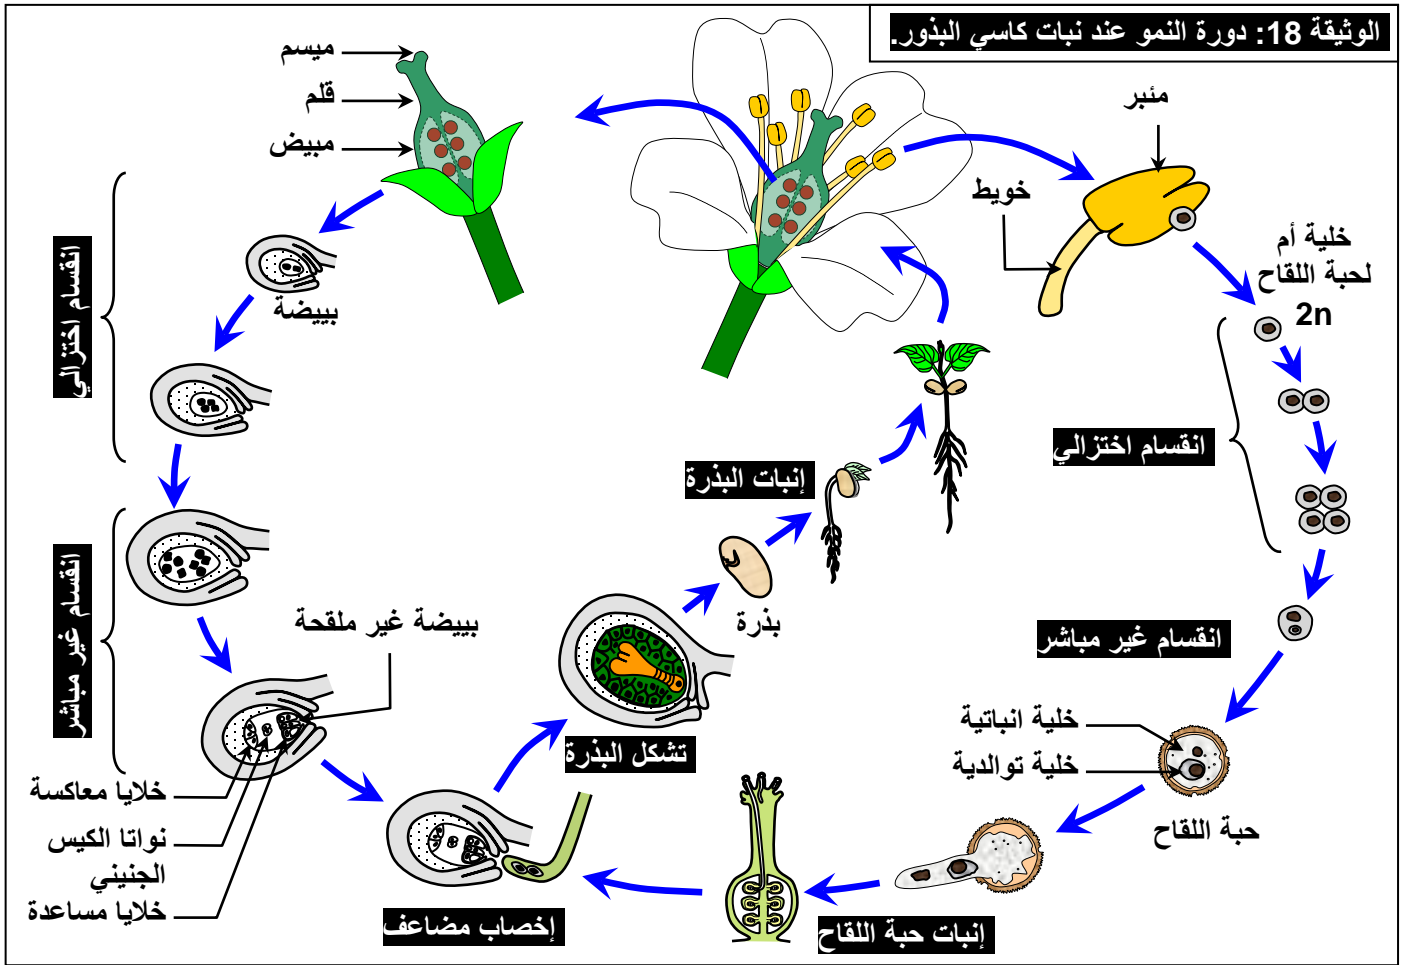 الوثيقة 18: دورة النمو عند نبات كاسي البذور.
مئبر
خويط
خلية أم
لحبة اللقاح
2n
انقسام اختزالي
انقسام غير مباشر
خلية انباتية
خلية توالدية
حبة اللقاح
إنبات حبة اللقاح
ميسم
قلم
مبيض
بييضة
انقسام اختزالي
انقسام غير مباشر
بييضة غير ملقحة
خلايا معاكسة
نواتا الكيس
الجنيني
خلايا مساعدة
إخصاب مضاعف
تشكل البذرة
بذرة
إنبات البذرة